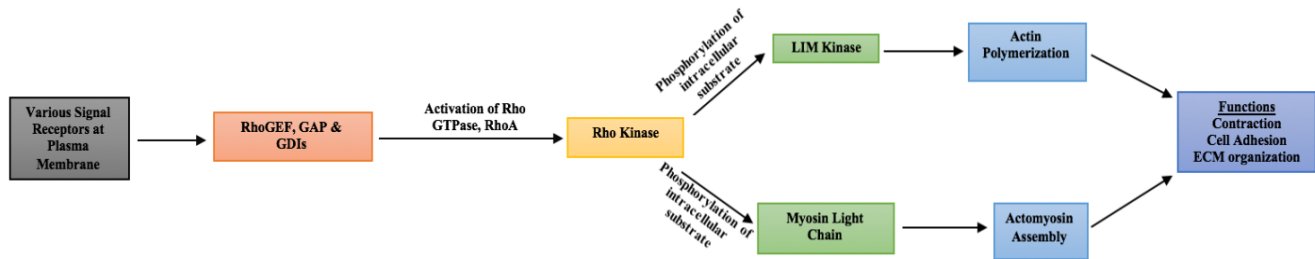 Various Signal
Receptors at
Plasma
Membrane
RhoGEF, GAP &
GDIs
Activation of Rho
GTPase, RhoA
Rho Kinase
Phosphorylation of
intracellular
substrate
LIM Kinase
Actin
Polymerization
Phosphorylation of
intracellular
substrate
Myosin Light
Chain
Actomyosin
Assembly
Functions
Contraction
Cell Adhesion
ECM organization